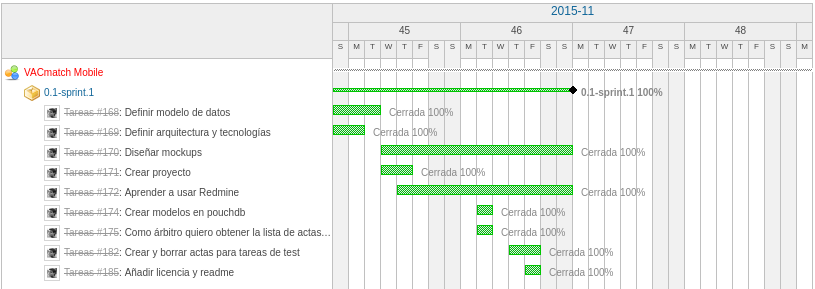 2015-11
45 46 47 48
S M T W T F S S M T W T F S S M T W T F S S M T W T F S S M
VACmatch Mobile
0.1-sprint.1 0.1-sprint.1 100%
Tareas #168: Definir modelo de datos Cerrada 100%
Tareas #169: Definir arquitectura y tecnologías Cerrada 100%
Tareas #170: Diseñar mockups Cerrada 100%
Tareas #171: Crear proyecto Cerrada 100%
Tareas #172: Aprender a usar Redmine Cerrada 100%
Tareas #174: Crear modelos en pouchdb Cerrada 100%
Tareas #175: Como árbitro quiero obtener la lista de actas... Cerrada 100%
Tareas #182: Crear y borrar actas para tareas de test Cerrada 100%
Tareas #185: Añadir licencia y readme Cerrada 100%